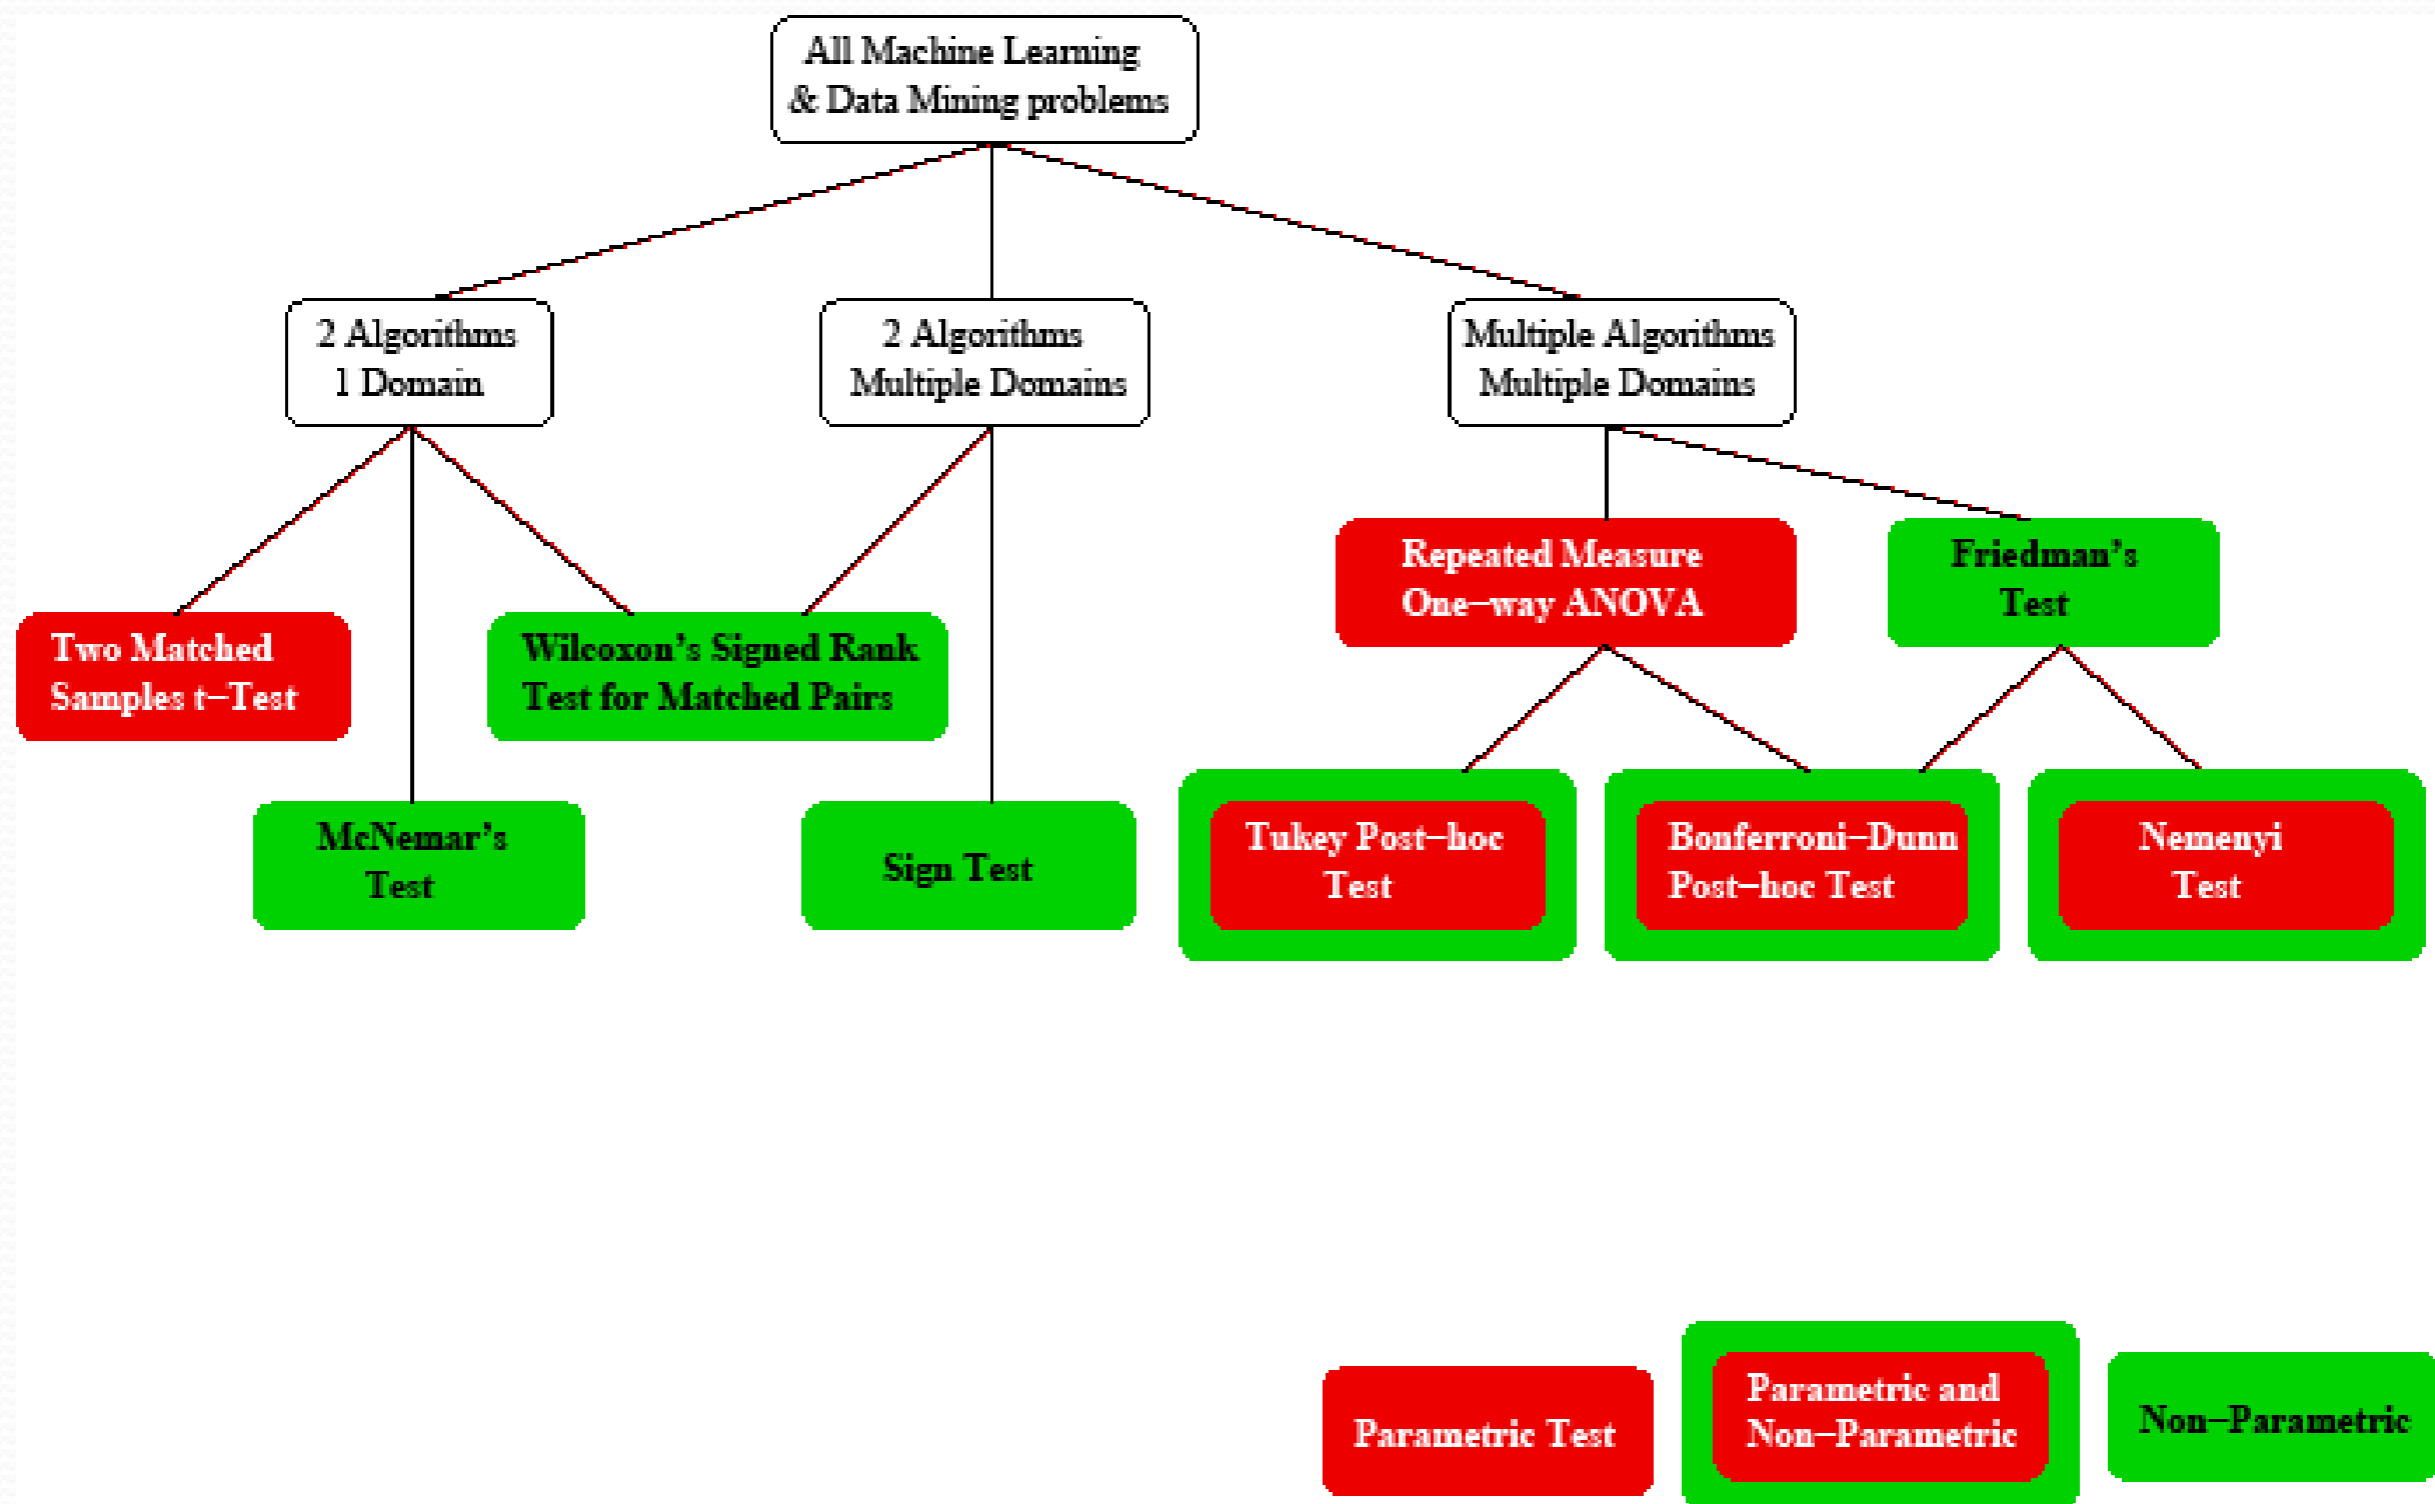 All Machine Learning
& Data Mining problems
2 Algorithms
1 Domain
2 Algorithms
Multiple Domains
Multiple Algorithms
Multiple Domains
Repeated Measure
One−way ANOVA
Friedman’s
Test
Two Matched
Samples t−Test
Wilcoxon’s Signed Rank
Test for Matched Pairs
McNemar’s
Test
Sign Test
Tukey Post−hoc
Test
Bonferroni−Dunn
Post−hoc Test
Nemenyi
Test
Parametric Test
Parametric and
Non−Parametric
Non−Parametric